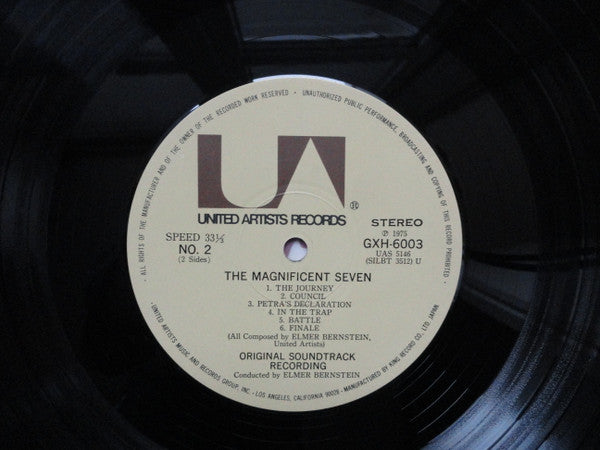 · ALL RIGHTS OF THE MANUFACTURER AND OF THE OWNER OF THE RECORDED WORK RESERVED · UNAUTHORIZED PUBLIC PERFORMANCE, BROADCASTING AND COPYING OF THIS RECORD PROHIBITED ·
UA
UNITED ARTISTS RECORDS
SPEED 33⅓
NO. 2
(2 Sides)
STEREO
Ⓟ 1975
GXH-6003
UAS 5146
(SILBT 3512) U
THE MAGNIFICENT SEVEN
1. THE JOURNEY
2. COUNCIL
3. PETRA'S DECLARATION
4. IN THE TRAP
5. BATTLE
6. FINALE
(All Composed by ELMER BERNSTEIN,
United Artists)
ORIGINAL SOUNDTRACK
RECORDING
Conducted by ELMER BERNSTEIN
· UNITED ARTISTS MUSIC AND RECORDS GROUP, INC. · LOS ANGELES, CALIFORNIA 90028 · MANUFACTURED BY KING RECORD CO., LTD. JAPAN ·